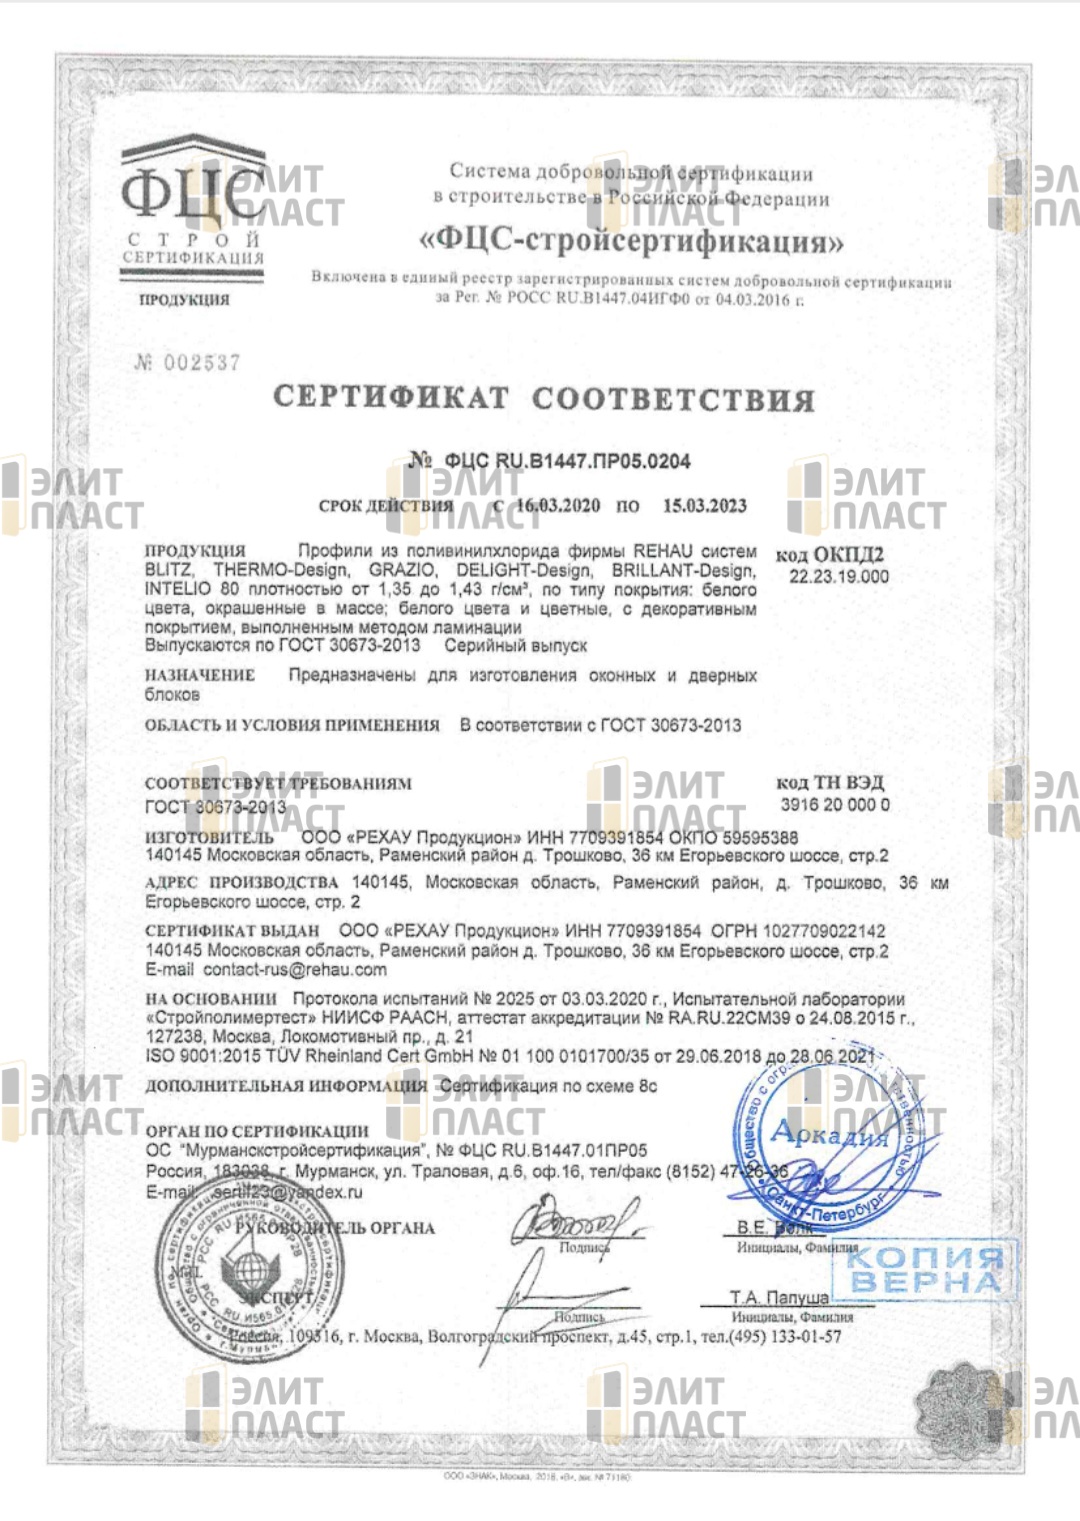 ФЦС
СТРОЙ
СЕРТИФИКАЦИЯ
ПРОДУКЦИЯ
Система добровольной сертификации
в строительстве в Российской Федерации
«ФЦС-стройсертификация»
Включена в единый реестр зарегистрированных систем добровольной сертификации
за Рег. № РОСС RU.В1447.04ИГФ0 от 04.03.2016 г.
№ 002537
СЕРТИФИКАТ СООТВЕТСТВИЯ
№ ФЦС RU.В1447.ПР05.0204
СРОК ДЕЙСТВИЯ С 16.03.2020 ПО 15.03.2023
ПРОДУКЦИЯ Профили из поливинилхлорида фирмы REHAU систем
BLITZ, THERMO-Design, GRAZIO, DELIGHT-Design, BRILLANT-Design,
INTELIO 80 плотностью от 1,35 до 1,43 г/см³, по типу покрытия: белого
цвета, окрашенные в массе; белого цвета и цветные, с декоративным
покрытием, выполненным методом ламинации
Выпускаются по ГОСТ 30673-2013 Серийный выпуск
код ОКПД2
22.23.19.000
НАЗНАЧЕНИЕ Предназначены для изготовления оконных и дверных
блоков
ОБЛАСТЬ И УСЛОВИЯ ПРИМЕНЕНИЯ В соответствии с ГОСТ 30673-2013
СООТВЕТСТВУЕТ ТРЕБОВАНИЯМ
ГОСТ 30673-2013
код ТН ВЭД
3916 20 000 0
ИЗГОТОВИТЕЛЬ ООО «РЕХАУ Продукцион» ИНН 7709391854 ОКПО 59595388
140145 Московская область, Раменский район д. Трошково, 36 км Егорьевского шоссе, стр.2
АДРЕС ПРОИЗВОДСТВА 140145, Московская область, Раменский район, д. Трошково, 36 км
Егорьевского шоссе, стр. 2
СЕРТИФИКАТ ВЫДАН ООО «РЕХАУ Продукцион» ИНН 7709391854 ОГРН 1027709022142
140145 Московская область, Раменский район д. Трошково, 36 км Егорьевского шоссе, стр.2
E-mail contact-rus@rehau.com
НА ОСНОВАНИИ Протокола испытаний № 2025 от 03.03.2020 г., Испытательной лаборатории
«Стройполимертест» НИИСФ РААСН, аттестат аккредитации № RA.RU.22СМ39 о 24.08.2015 г.,
127238, Москва, Локомотивный пр., д. 21
ISO 9001:2015 TÜV Rheinland Cert GmbH № 01 100 0101700/35 от 29.06.2018 до 28.06.2021
ДОПОЛНИТЕЛЬНАЯ ИНФОРМАЦИЯ Сертификация по схеме 8с
ОРГАН ПО СЕРТИФИКАЦИИ
ОС "Мурманскстройсертификация", № ФЦС RU.В1447.01ПР05
Россия, 183038, г. Мурманск, ул. Траловая, д.6, оф.16, тел/факс (8152) 47-26-36
E-mail: sertif23@yandex.ru
Аркадия
Санкт-Петербург
РУКОВОДИТЕЛЬ ОРГАНА
Подпись
В.Е. Волк
Инициалы, Фамилия
КОПИЯ
ВЕРНА
М.П.
ЭКСПЕРТ
Подпись
Т.А. Папуша
Инициалы, Фамилия
Россия, 109316, г. Москва, Волгоградский проспект, д.45, стр.1, тел.(495) 133-01-57
ООО «ЗНАК», Москва, 2018, «В», зак. № 71180
ЭЛИТ
ПЛАСТ